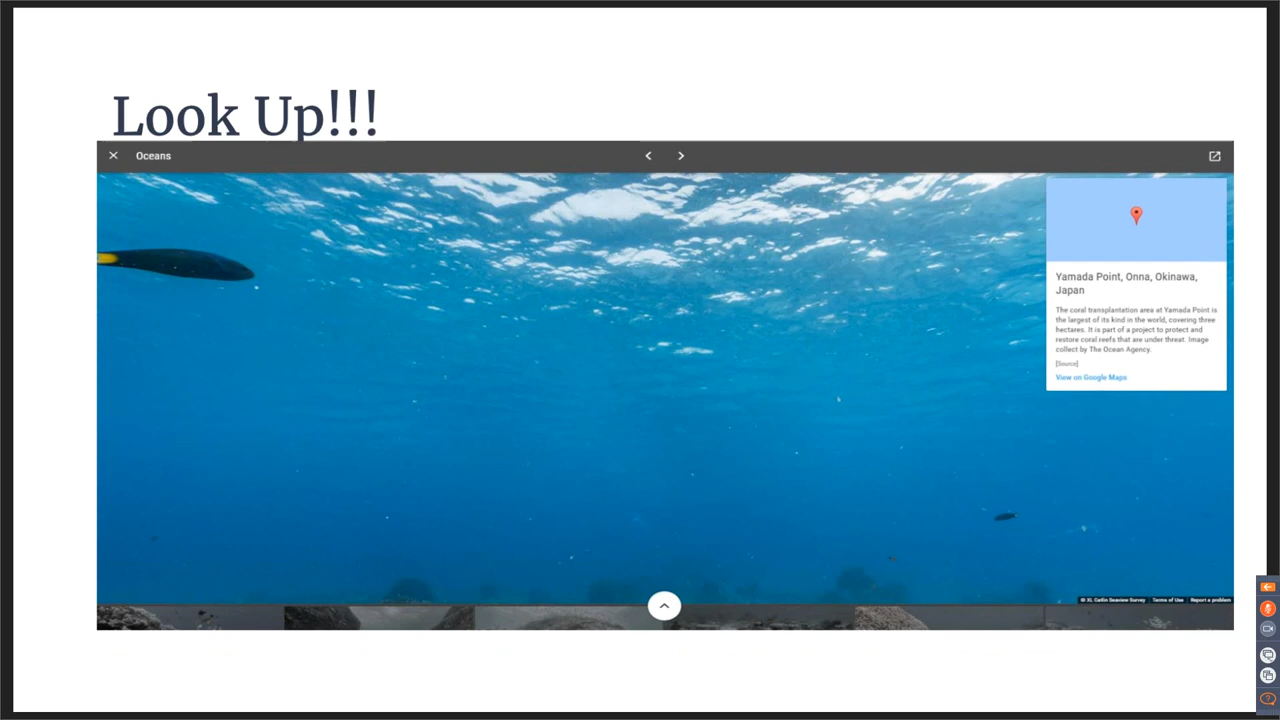 Look Up!!!
Oceans
Yamada Point, Onna, Okinawa,
Japan
The coral transplantation area at Yamada Point is
the largest of its kind in the world, covering three
hectares. It is part of a project to protect and
restore coral reefs that are under threat. Image
collect by The Ocean Agency.
[Source]
View on Google Maps
© XL Catlin Seaview Survey Terms of Use Report a problem